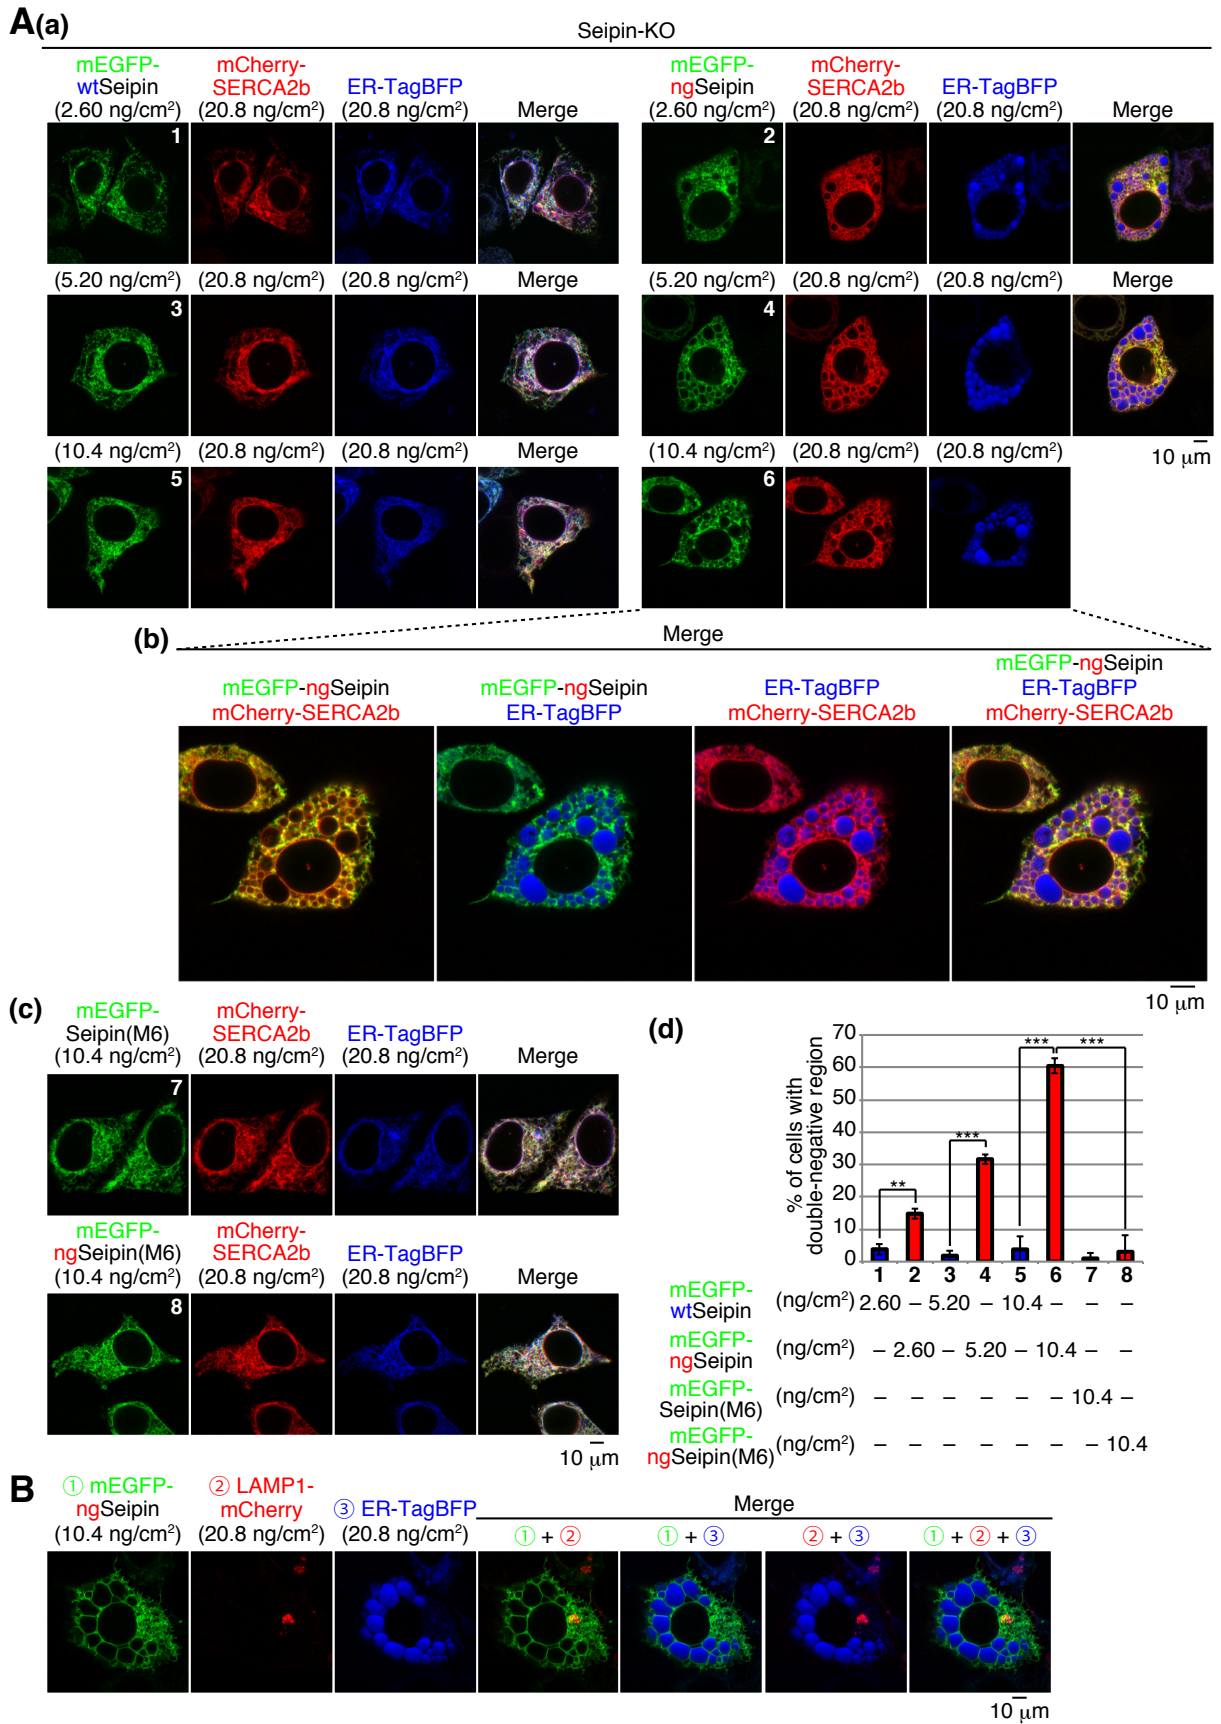 A(a)
Seipin-KO
mEGFP- mCherry- mEGFP- mCherry-
wtSeipin SERCA2b ER-TagBFP ngSeipin SERCA2b ER-TagBFP
(2.60 ng/cm²) (20.8 ng/cm²) (20.8 ng/cm²) Merge (2.60 ng/cm²) (20.8 ng/cm²) (20.8 ng/cm²) Merge
1 2
(5.20 ng/cm²) (20.8 ng/cm²) (20.8 ng/cm²) Merge (5.20 ng/cm²) (20.8 ng/cm²) (20.8 ng/cm²) Merge
3 4
(10.4 ng/cm²) (20.8 ng/cm²) (20.8 ng/cm²) Merge (10.4 ng/cm²) (20.8 ng/cm²) (20.8 ng/cm²) 10 μm
5 6
(b)
Merge
mEGFP-ngSeipin
mEGFP-ngSeipin mEGFP-ngSeipin ER-TagBFP ER-TagBFP
mCherry-SERCA2b ER-TagBFP mCherry-SERCA2b mCherry-SERCA2b
10 μm
(c)
mEGFP- mCherry-
Seipin(M6) SERCA2b ER-TagBFP
(10.4 ng/cm²) (20.8 ng/cm²) (20.8 ng/cm²) Merge
7
mEGFP- mCherry-
ngSeipin(M6) SERCA2b ER-TagBFP
(10.4 ng/cm²) (20.8 ng/cm²) (20.8 ng/cm²) Merge
8
10 μm
(d)
% of cells with
double-negative region
70
60
50
40
30
20
10
0
** *** *** ***
1 2 3 4 5 6 7 8
mEGFP-
wtSeipin (ng/cm²) 2.60 – 5.20 – 10.4 – – –
mEGFP-
ngSeipin (ng/cm²) – 2.60 – 5.20 – 10.4 – –
mEGFP-
Seipin(M6) (ng/cm²) – – – – – – 10.4 –
mEGFP-
ngSeipin(M6) (ng/cm²) – – – – – – – 10.4
B
① mEGFP- ② LAMP1-
ngSeipin mCherry ③ ER-TagBFP Merge
(10.4 ng/cm²) (20.8 ng/cm²) (20.8 ng/cm²) ① + ② ① + ③ ② + ③ ① + ② + ③
10 μm